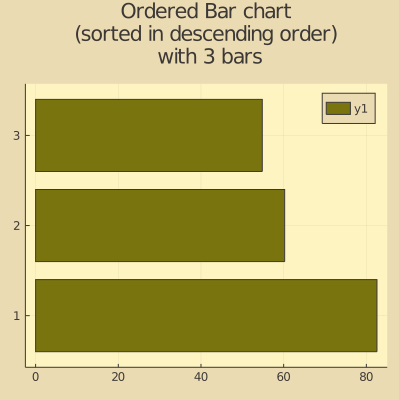 Ordered Bar chart
(sorted in descending order)
with 3 bars
y1
3
2
1
0 20 40 60 80